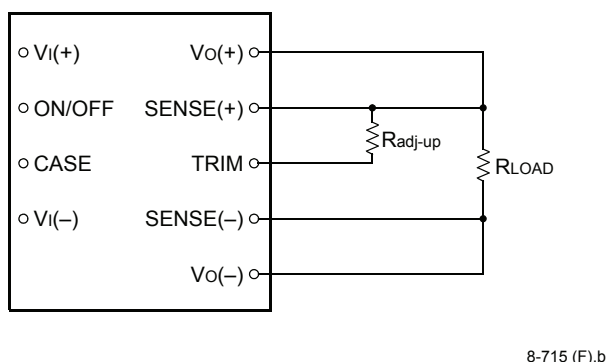 VI(+) VO(+)
ON/OFF SENSE(+)
Radj-up
CASE TRIM RLOAD
VI(–) SENSE(–)
VO(–)
8-715 (F).b